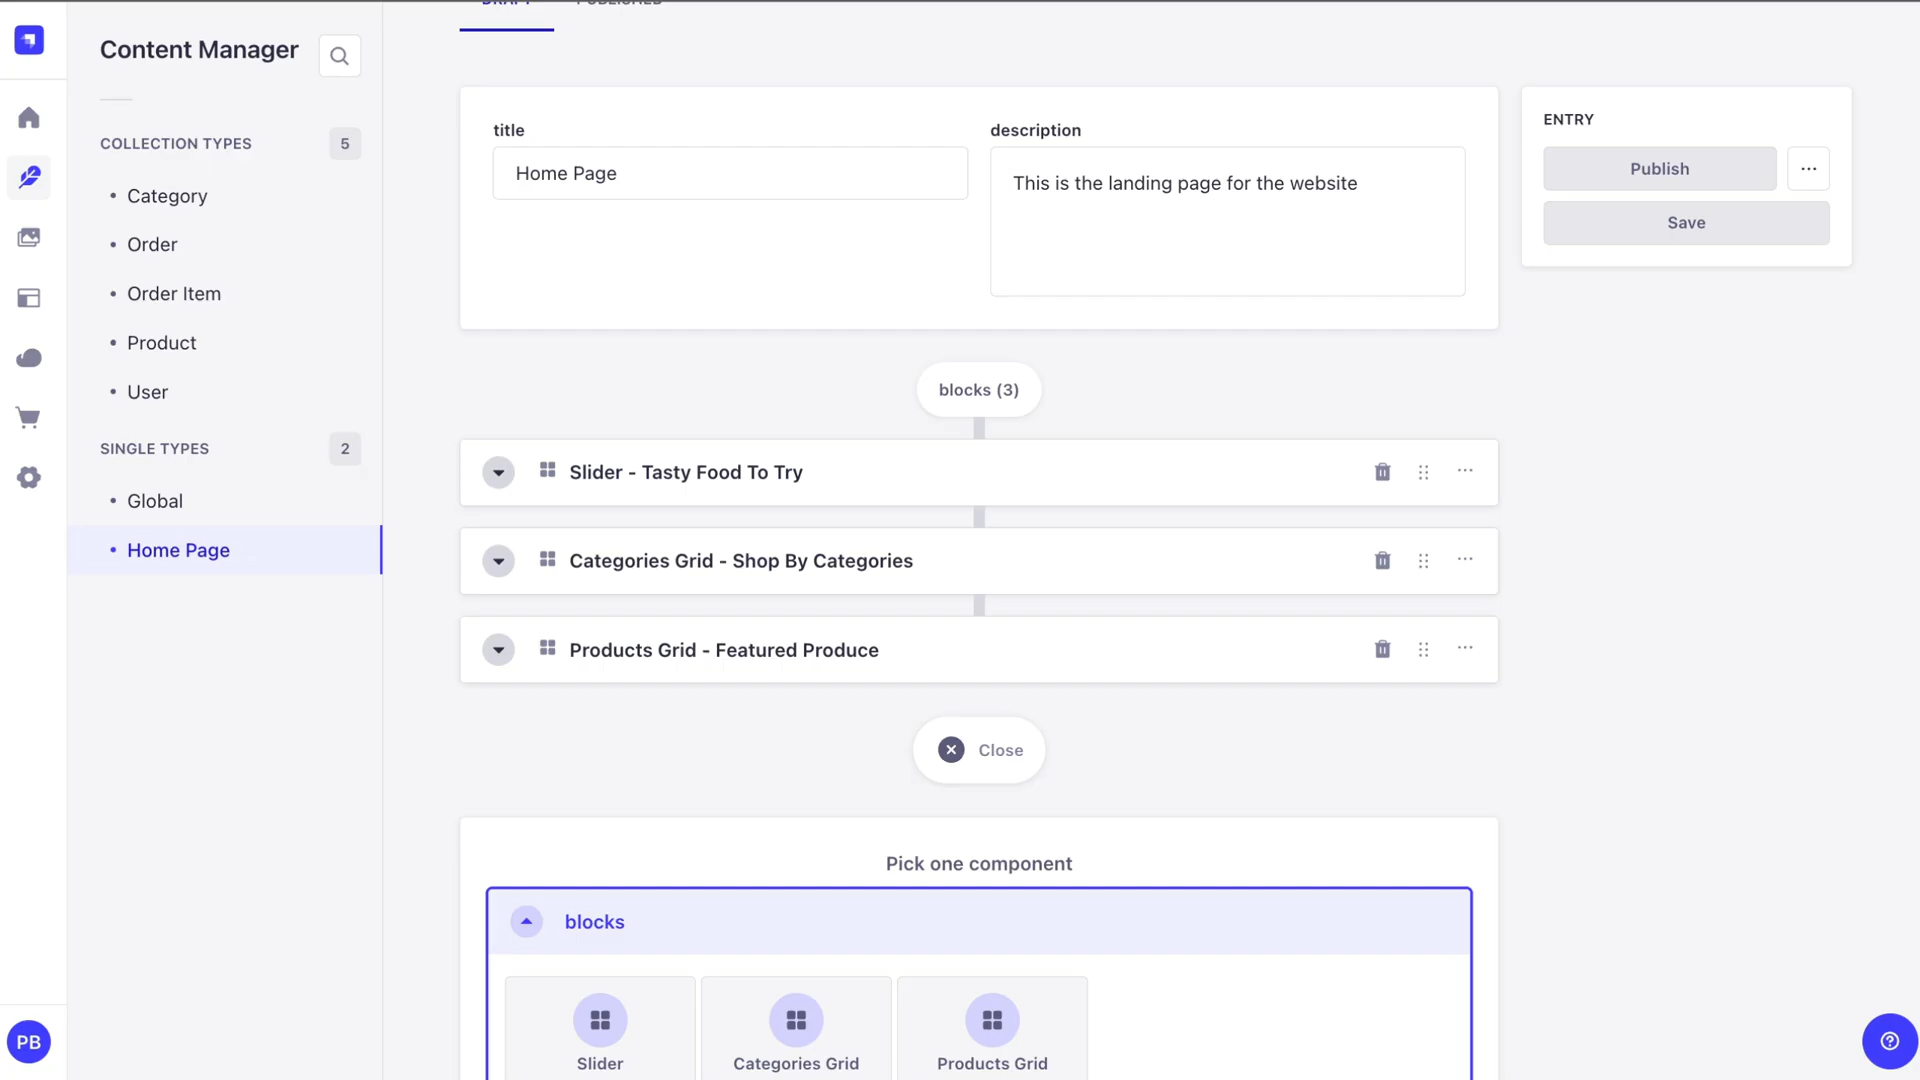 DRAFT PUBLISHED
Content Manager
COLLECTION TYPES 5
Category
Order
Order Item
Product
User
SINGLE TYPES 2
Global
Home Page
PB
title
Home Page
description
This is the landing page for the website
ENTRY
Publish
Save
blocks (3)
Slider - Tasty Food To Try
Categories Grid - Shop By Categories
Products Grid - Featured Produce
Close
Pick one component
blocks
Slider
Categories Grid
Products Grid